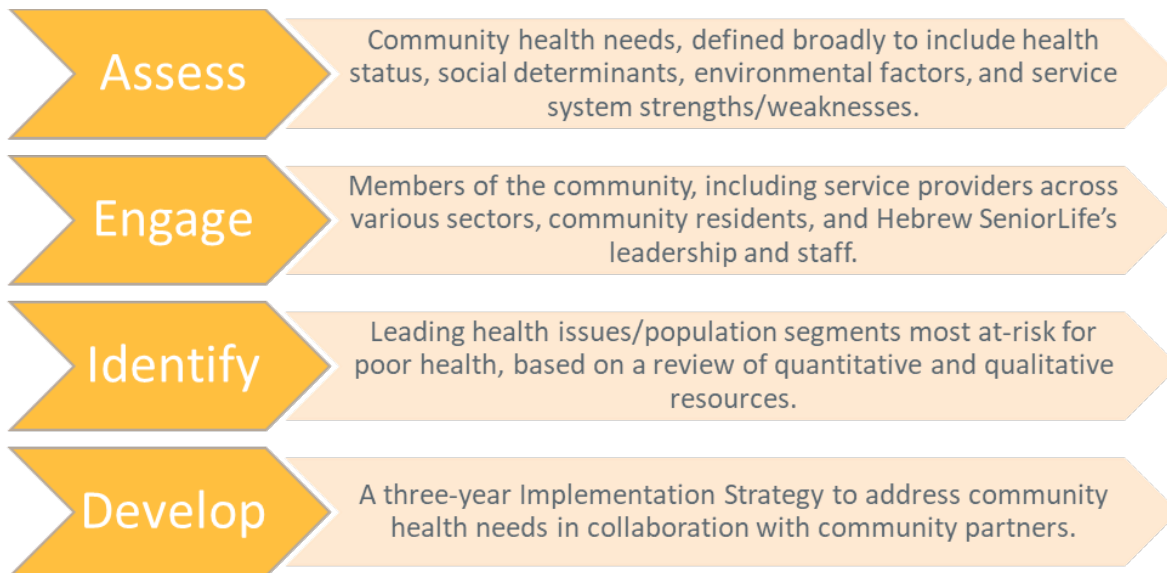 Assess
Community health needs, defined broadly to include health
status, social determinants, environmental factors, and service
system strengths/weaknesses.
Engage
Members of the community, including service providers across
various sectors, community residents, and Hebrew SeniorLife’s
leadership and staff.
Identify
Leading health issues/population segments most at-risk for
poor health, based on a review of quantitative and qualitative
resources.
Develop
A three-year Implementation Strategy to address community
health needs in collaboration with community partners.